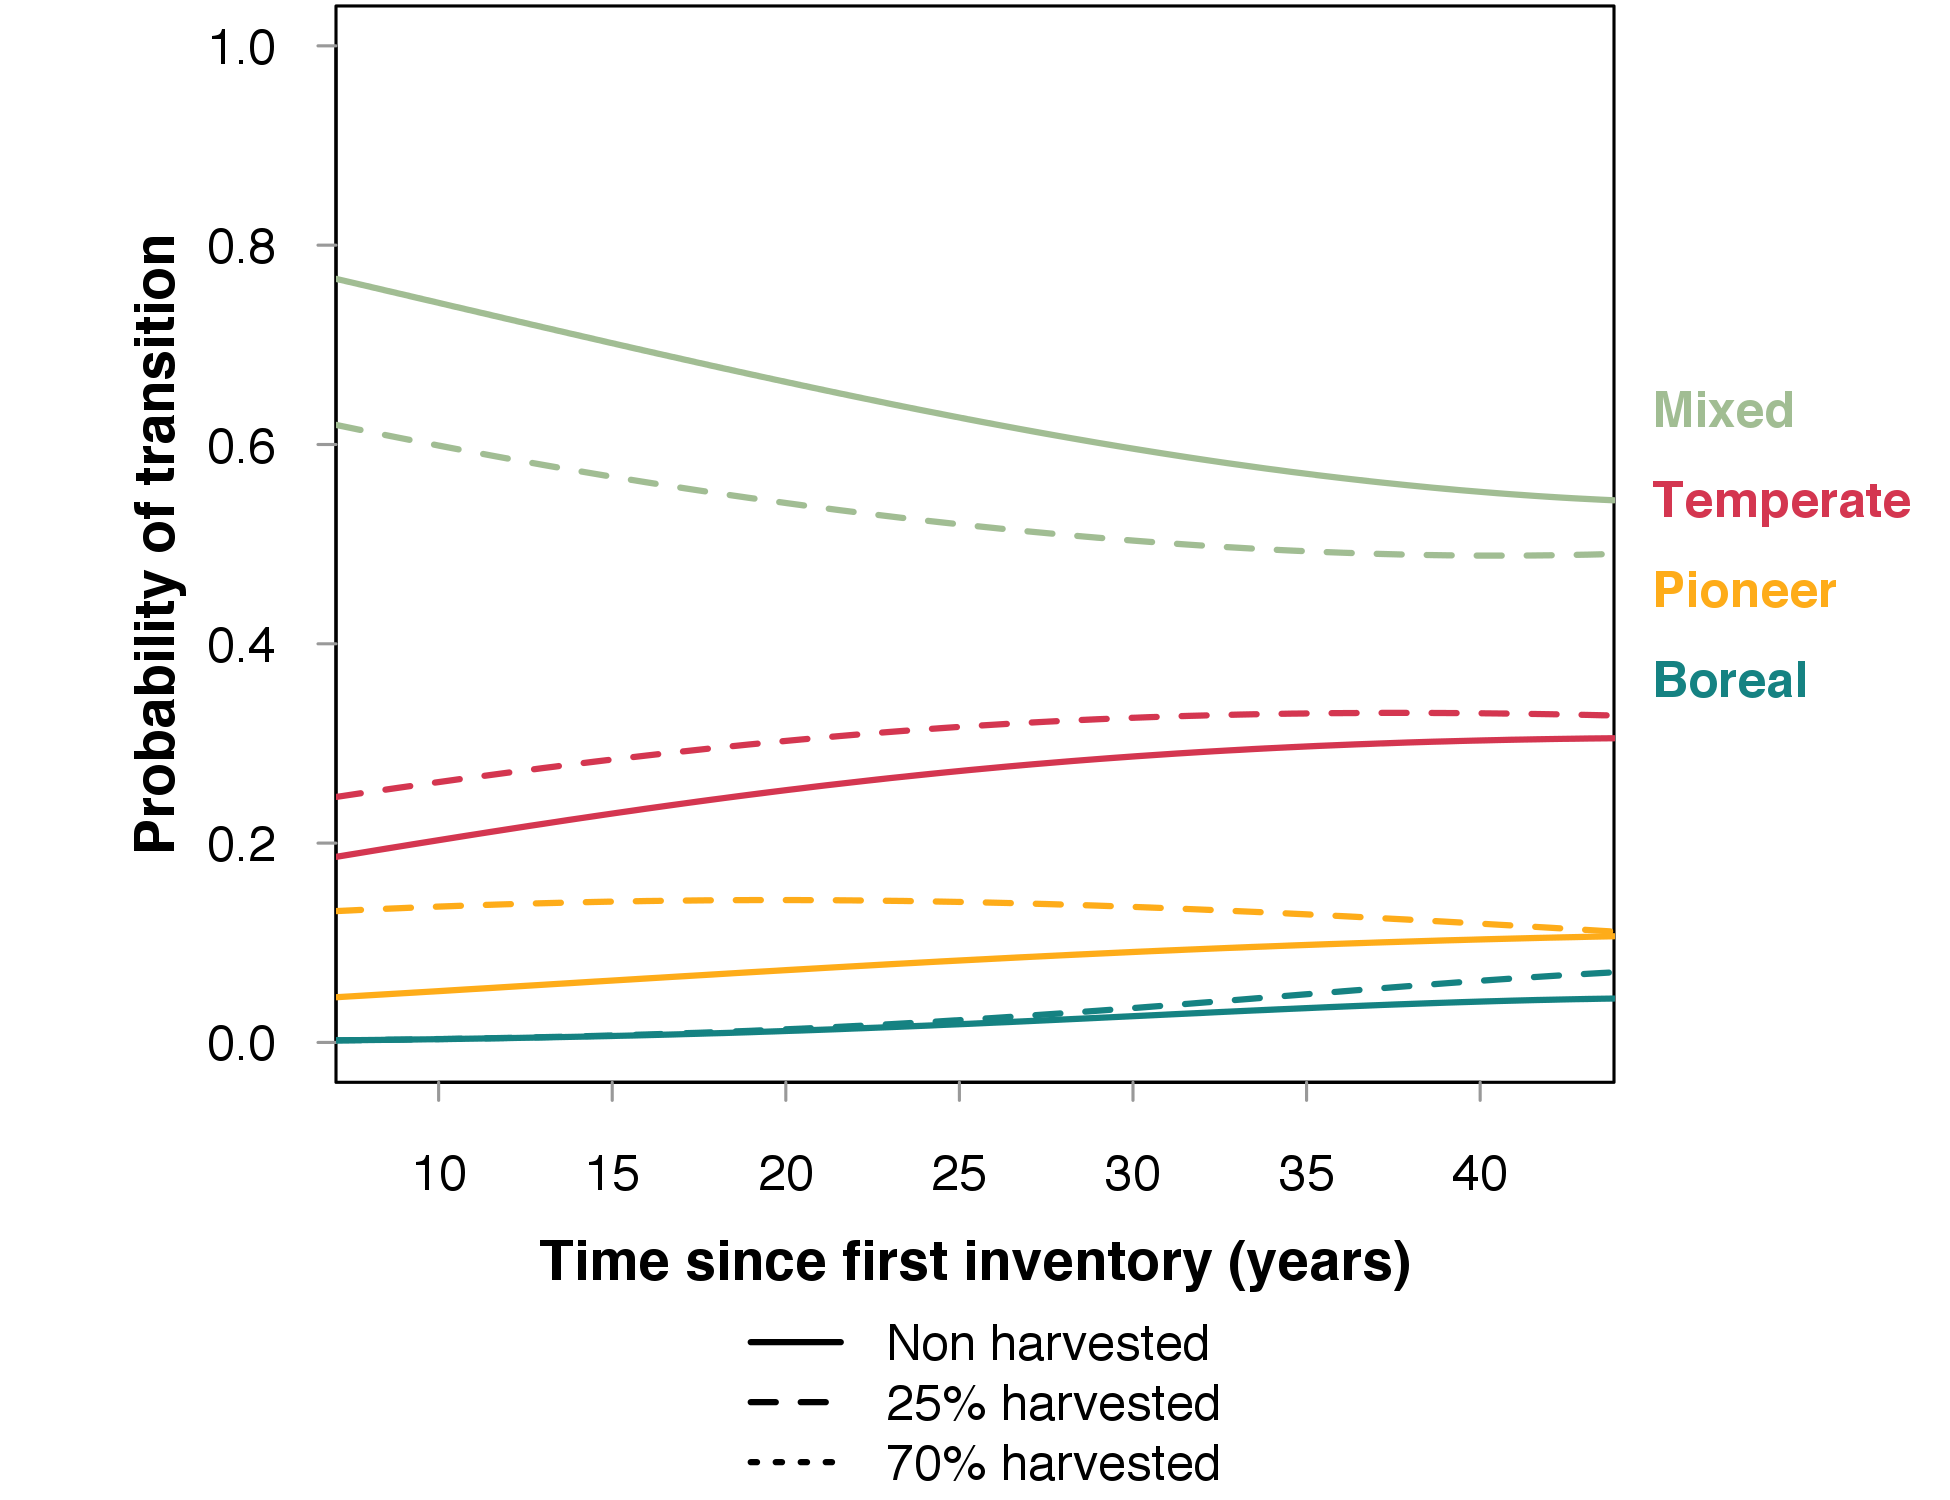 1.0
0.8
0.6
0.4
0.2
0.0
Probability of transition
Mixed
Temperate
Pioneer
Boreal
10 15 20 25 30 35 40
Time since first inventory (years)
Non harvested
25% harvested
70% harvested